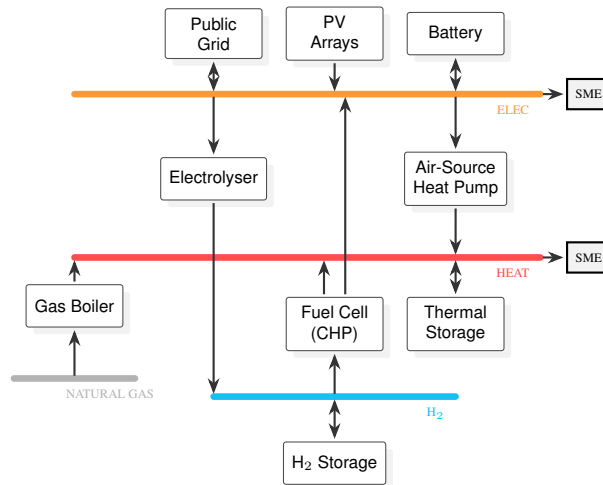 Public
Grid
PV
Arrays
Battery
SME
ELEC
Electrolyser
Air-Source
Heat Pump
SME
HEAT
Gas Boiler
Fuel Cell
(CHP)
Thermal
Storage
NATURAL GAS
H₂
H₂ Storage